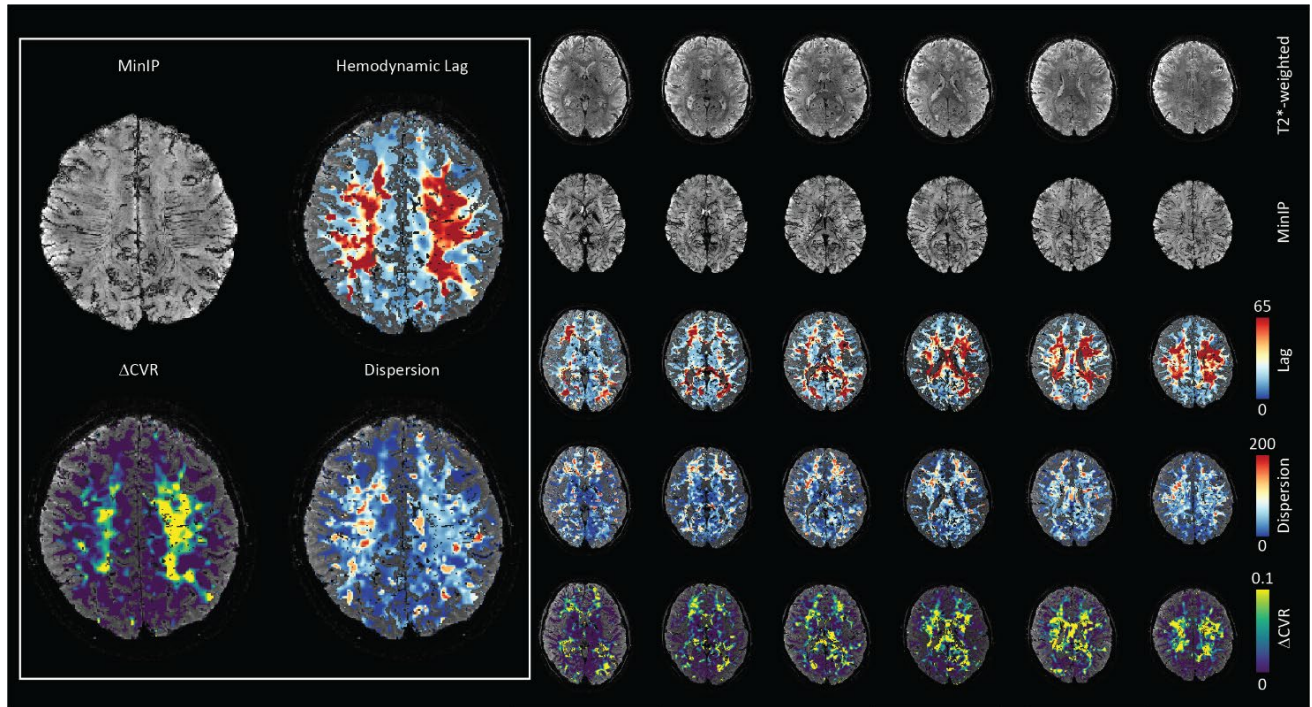 MinIP
Hemodynamic Lag
ΔCVR
Dispersion
T2*-weighted
MinIP
65
Lag
0
200
Dispersion
0
0.1
ΔCVR
0